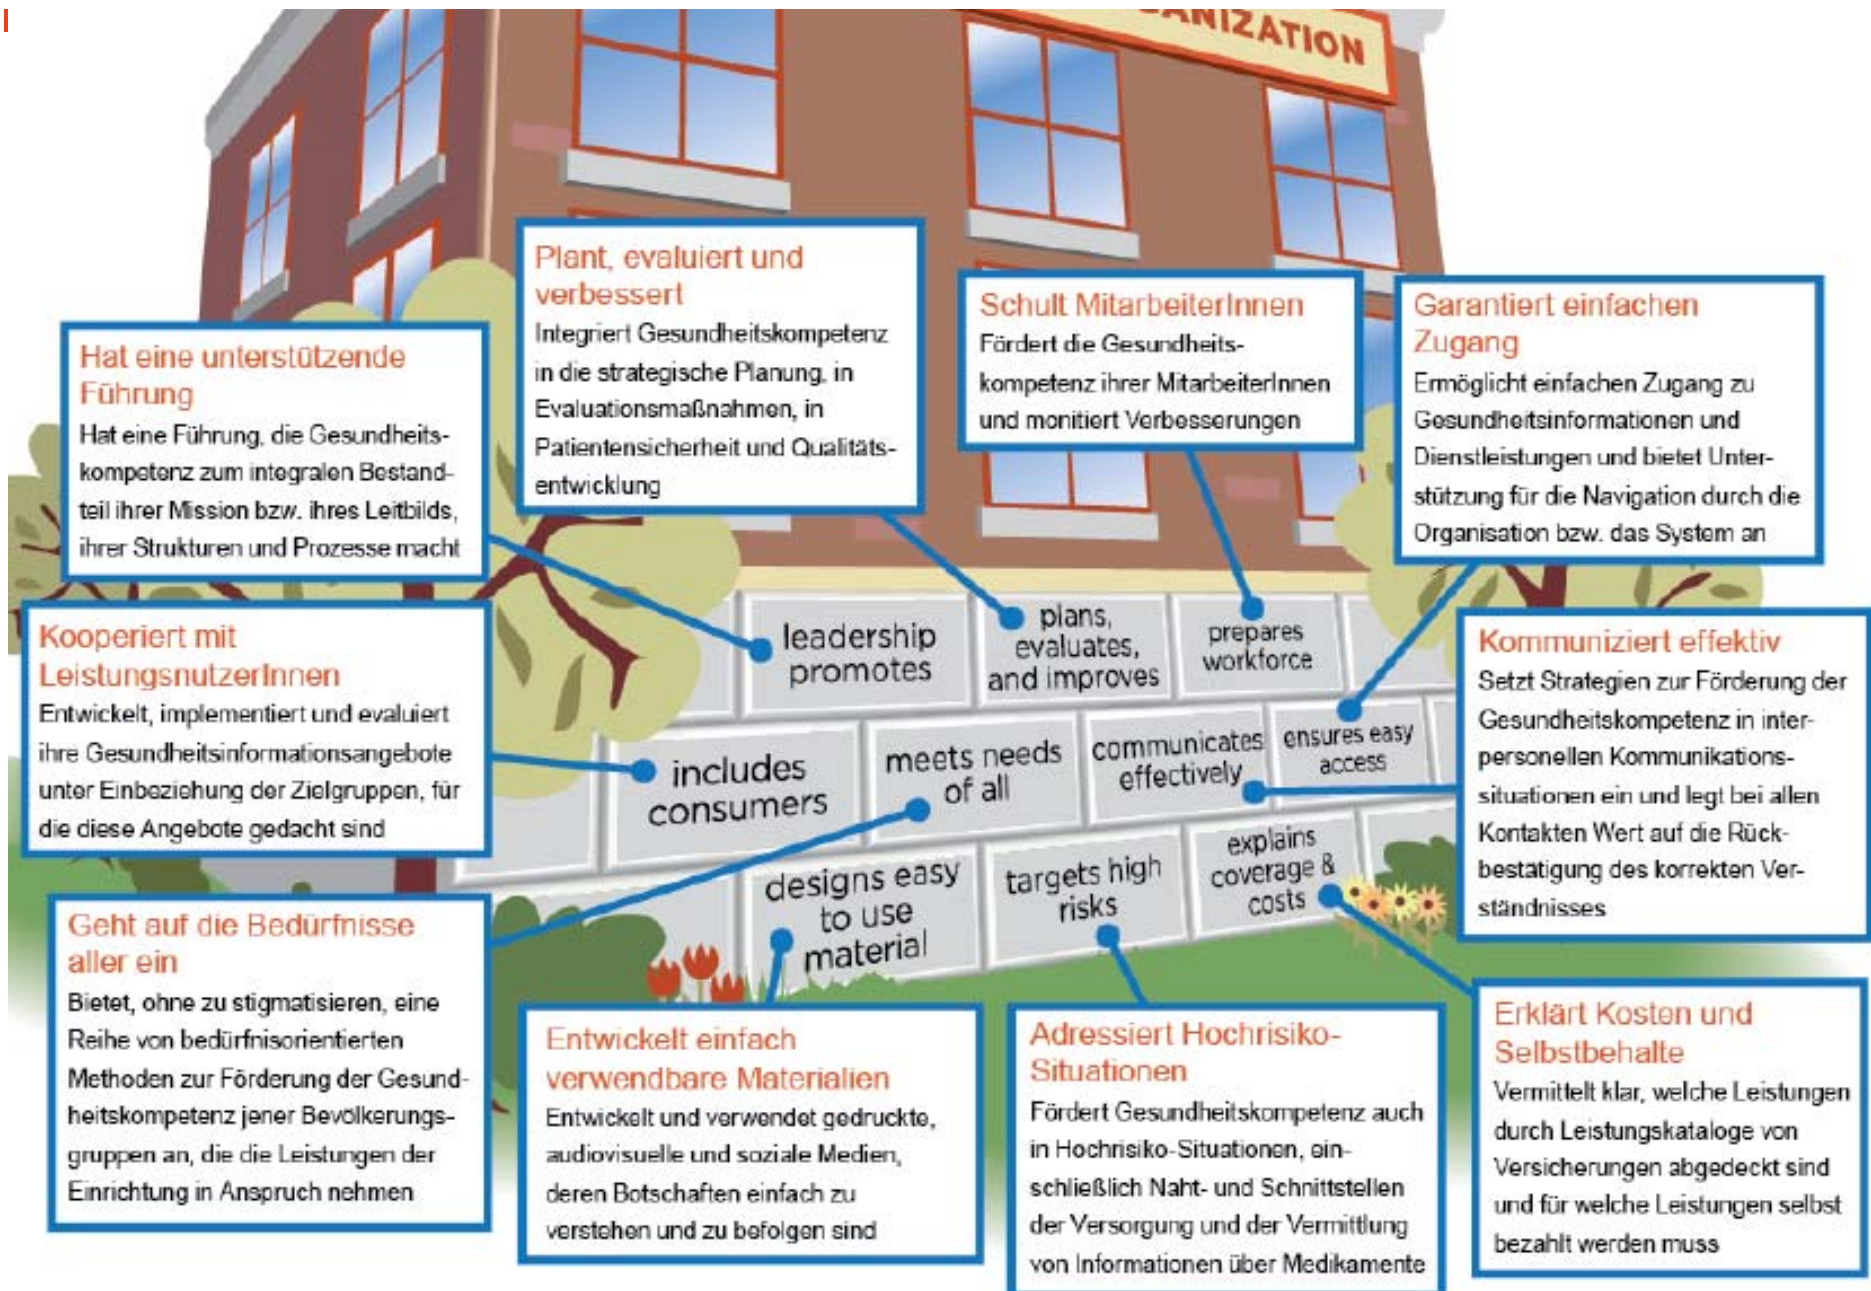 ANIZATION
Plant, evaluiert und
verbessert
Integriert Gesundheitskompetenz
in die strategische Planung, in
Evaluationsmaßnahmen, in
Patientensicherheit und Qualitäts-
entwicklung
Schult MitarbeiterInnen
Fördert die Gesundheits-
kompetenz ihrer MitarbeiterInnen
und monitiert Verbesserungen
Garantiert einfachen
Zugang
Ermöglicht einfachen Zugang zu
Gesundheitsinformationen und
Dienstleistungen und bietet Unter-
stützung für die Navigation durch die
Organisation bzw. das System an
Hat eine unterstützende
Führung
Hat eine Führung, die Gesundheits-
kompetenz zum integralen Bestand-
teil ihrer Mission bzw. ihres Leitbilds,
ihrer Strukturen und Prozesse macht
Kooperiert mit
LeistungsnutzerInnen
Entwickelt, implementiert und evaluiert
ihre Gesundheitsinformationsangebote
unter Einbeziehung der Zielgruppen, für
die diese Angebote gedacht sind
leadership
promotes
plans,
evaluates,
and improves
prepares
workforce
includes
consumers
meets needs
of all
communicates
effectively
ensures easy
access
designs easy
to use
material
targets high
risks
explains
coverage &
costs
Kommuniziert effektiv
Setzt Strategien zur Förderung der
Gesundheitskompetenz in inter-
personellen Kommunikations-
situationen ein und legt bei allen
Kontakten Wert auf die Rück-
bestätigung des korrekten Ver-
ständnisses
Geht auf die Bedürfnisse
aller ein
Bietet, ohne zu stigmatisieren, eine
Reihe von bedürfnisorientierten
Methoden zur Förderung der Gesund-
heitskompetenz jener Bevölkerungs-
gruppen an, die die Leistungen der
Einrichtung in Anspruch nehmen
Entwickelt einfach
verwendbare Materialien
Entwickelt und verwendet gedruckte,
audiovisuelle und soziale Medien,
deren Botschaften einfach zu
verstehen und zu befolgen sind
Adressiert Hochrisiko-
Situationen
Fördert Gesundheitskompetenz auch
in Hochrisiko-Situationen, ein-
schließlich Naht- und Schnittstellen
der Versorgung und der Vermittlung
von Informationen über Medikamente
Erklärt Kosten und
Selbstbehalte
Vermittelt klar, welche Leistungen
durch Leistungskataloge von
Versicherungen abgedeckt sind
und für welche Leistungen selbst
bezahlt werden muss